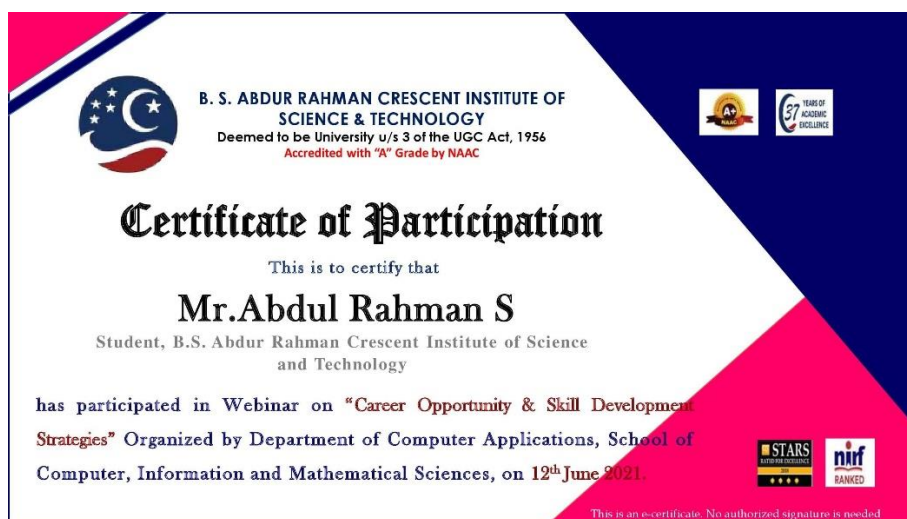 B. S. ABDUR RAHMAN CRESCENT INSTITUTE OF
SCIENCE & TECHNOLOGY
Deemed to be University u/s 3 of the UGC Act, 1956
Accredited with “A” Grade by NAAC
A+
NAAC
37 YEARS OF
ACADEMIC
EXCELLENCE
Certificate of Participation
This is to certify that
Mr.Abdul Rahman S
Student, B.S. Abdur Rahman Crescent Institute of Science
and Technology
has participated in Webinar on “Career Opportunity & Skill Development
Strategies” Organized by Department of Computer Applications, School of
Computer, Information and Mathematical Sciences, on 12th June 2021.
STARS
RATED FOR EXCELLENCE
nirf
RANKED
This is an e-certificate. No authorized signature is needed